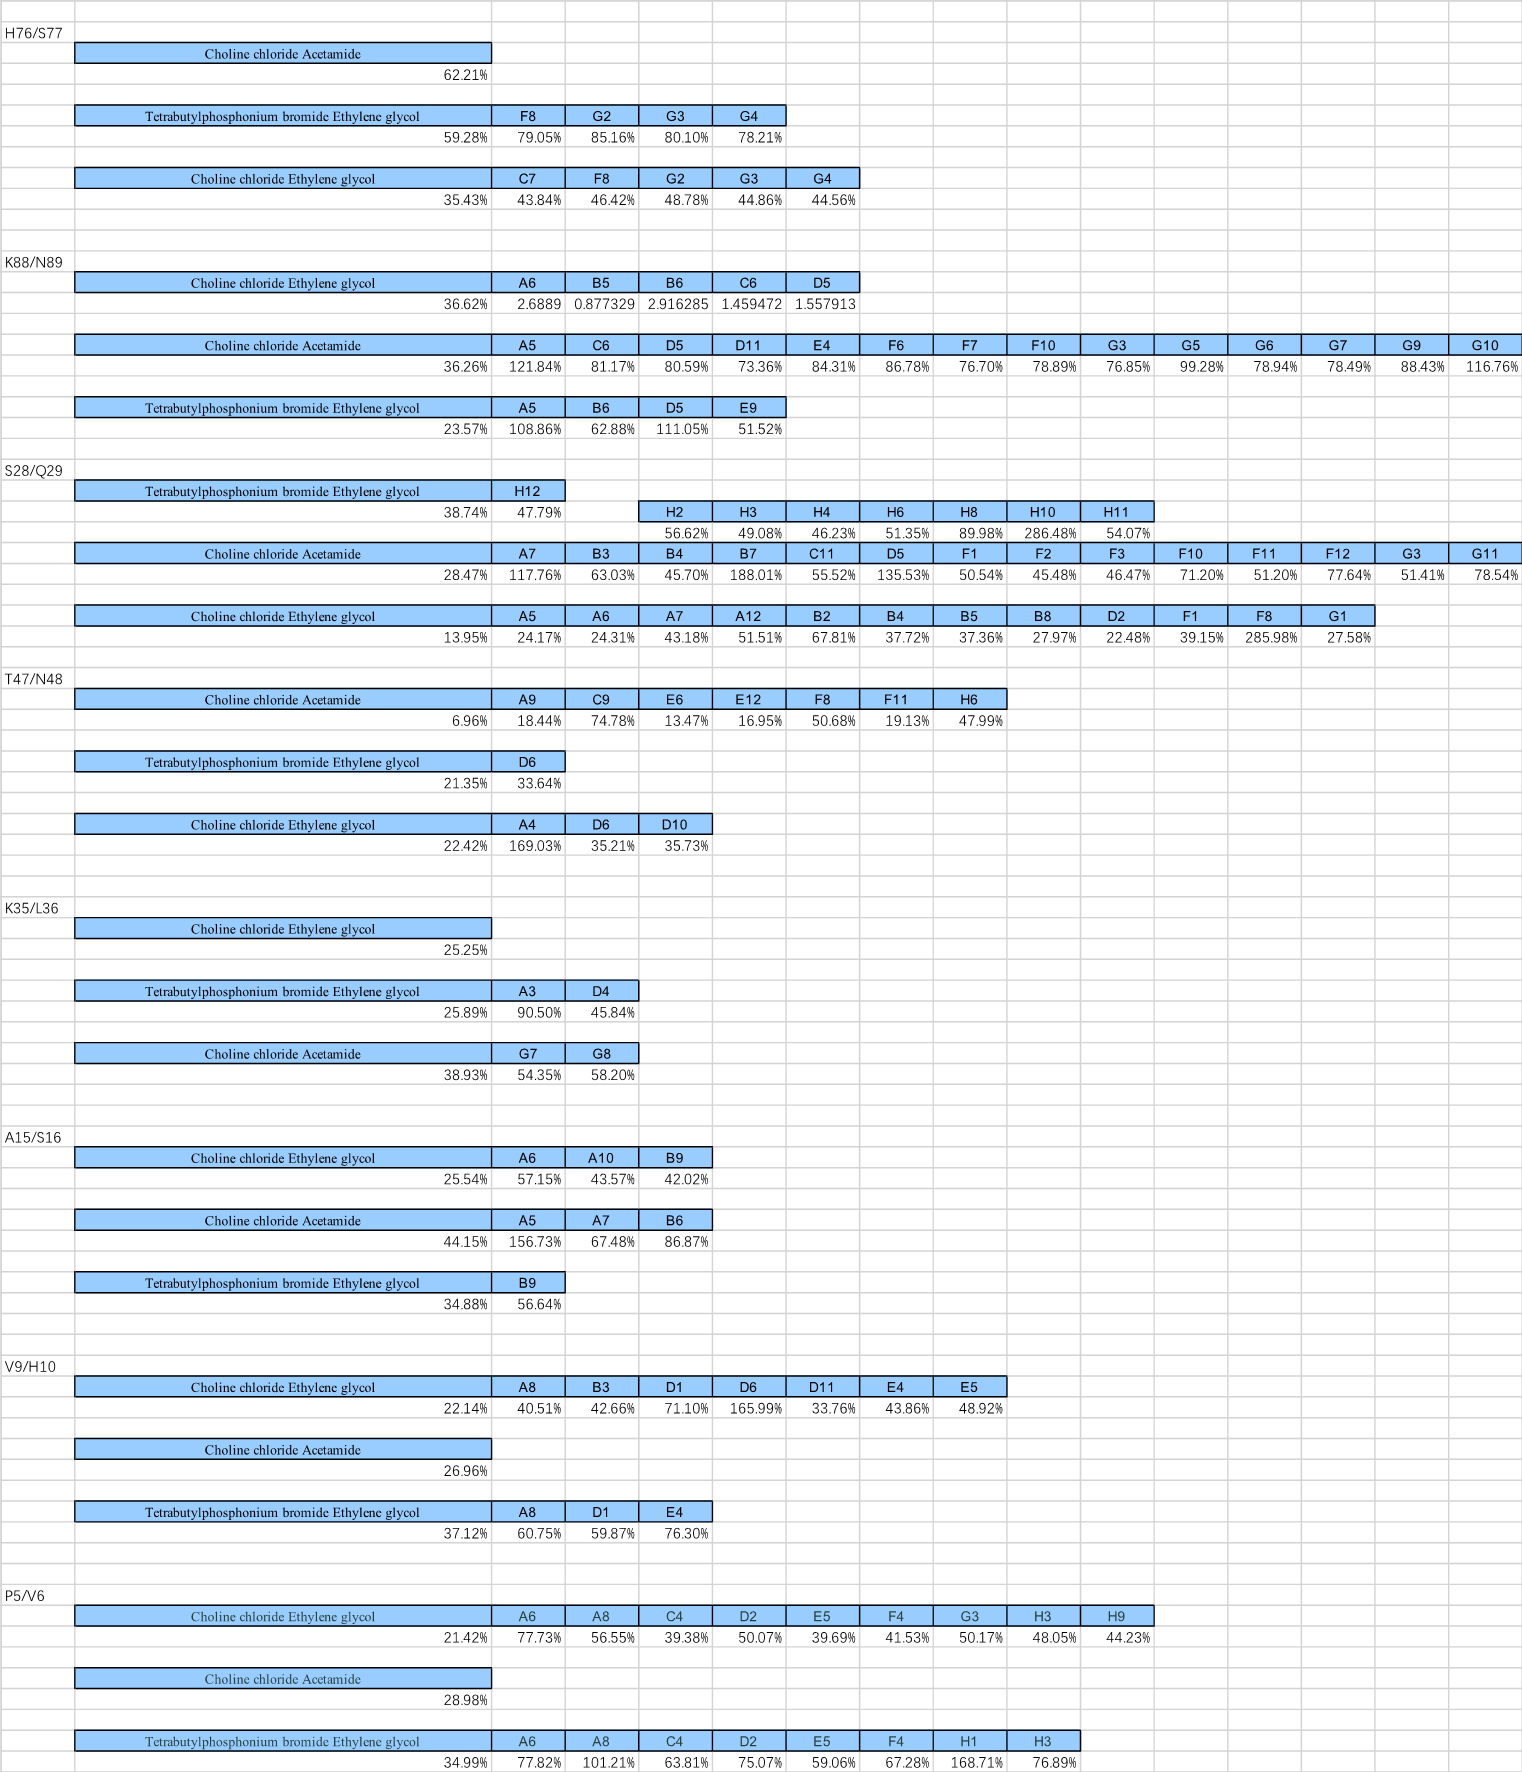 H76/S77
Choline chloride Acetamide
62.21%
Tetrabutylphosphonium bromide Ethylene glycol F8 G2 G3 G4
59.28% 79.05% 85.16% 80.10% 78.21%
Choline chloride Ethylene glycol C7 F8 G2 G3 G4
35.43% 43.84% 46.42% 48.78% 44.86% 44.56%
K88/N89
Choline chloride Ethylene glycol A6 B5 B6 C6 D5
36.62% 2.6889 0.877329 2.916285 1.459472 1.557913
Choline chloride Acetamide A5 C6 D5 D11 E4 F6 F7 F10 G3 G5 G6 G7 G9 G10
36.26% 121.84% 81.17% 80.59% 73.36% 84.31% 86.78% 76.70% 78.89% 76.85% 99.28% 78.94% 78.49% 88.43% 116.76%
Tetrabutylphosphonium bromide Ethylene glycol A5 B6 D5 E9
23.57% 108.86% 62.88% 111.05% 51.52%
S28/Q29
Tetrabutylphosphonium bromide Ethylene glycol H12
38.74% 47.79% H2 H3 H4 H6 H8 H10 H11
56.62% 49.08% 46.23% 51.35% 89.98% 286.48% 54.07%
Choline chloride Acetamide A7 B3 B4 B7 C11 D5 F1 F2 F3 F10 F11 F12 G3 G11
28.47% 117.76% 63.03% 45.70% 188.01% 55.52% 135.53% 50.54% 45.48% 46.47% 71.20% 51.20% 77.64% 51.41% 78.54%
Choline chloride Ethylene glycol A5 A6 A7 A12 B2 B4 B5 B8 D2 F1 F8 G1
13.95% 24.17% 24.31% 43.18% 51.51% 67.81% 37.72% 37.36% 27.97% 22.48% 39.15% 285.98% 27.58%
T47/N48
Choline chloride Acetamide A9 C9 E6 E12 F8 F11 H6
6.96% 18.44% 74.78% 13.47% 16.95% 50.68% 19.13% 47.99%
Tetrabutylphosphonium bromide Ethylene glycol D6
21.35% 33.64%
Choline chloride Ethylene glycol A4 D6 D10
22.42% 169.03% 35.21% 35.73%
K35/L36
Choline chloride Ethylene glycol
25.25%
Tetrabutylphosphonium bromide Ethylene glycol A3 D4
25.89% 90.50% 45.84%
Choline chloride Acetamide G7 G8
38.93% 54.35% 58.20%
A15/S16
Choline chloride Ethylene glycol A6 A10 B9
25.54% 57.15% 43.57% 42.02%
Choline chloride Acetamide A5 A7 B6
44.15% 156.73% 67.48% 86.87%
Tetrabutylphosphonium bromide Ethylene glycol B9
34.88% 56.64%
V9/H10
Choline chloride Ethylene glycol A8 B3 D1 D6 D11 E4 E5
22.14% 40.51% 42.66% 71.10% 165.99% 33.76% 43.86% 48.92%
Choline chloride Acetamide
26.96%
Tetrabutylphosphonium bromide Ethylene glycol A8 D1 E4
37.12% 60.75% 59.87% 76.30%
P5/V6
Choline chloride Ethylene glycol A6 A8 C4 D2 E5 F4 G3 H3 H9
21.42% 77.73% 56.55% 39.38% 50.07% 39.69% 41.53% 50.17% 48.05% 44.23%
Choline chloride Acetamide
28.98%
Tetrabutylphosphonium bromide Ethylene glycol A6 A8 C4 D2 E5 F4 H1 H3
34.99% 77.82% 101.21% 63.81% 75.07% 59.06% 67.28% 168.71% 76.89%